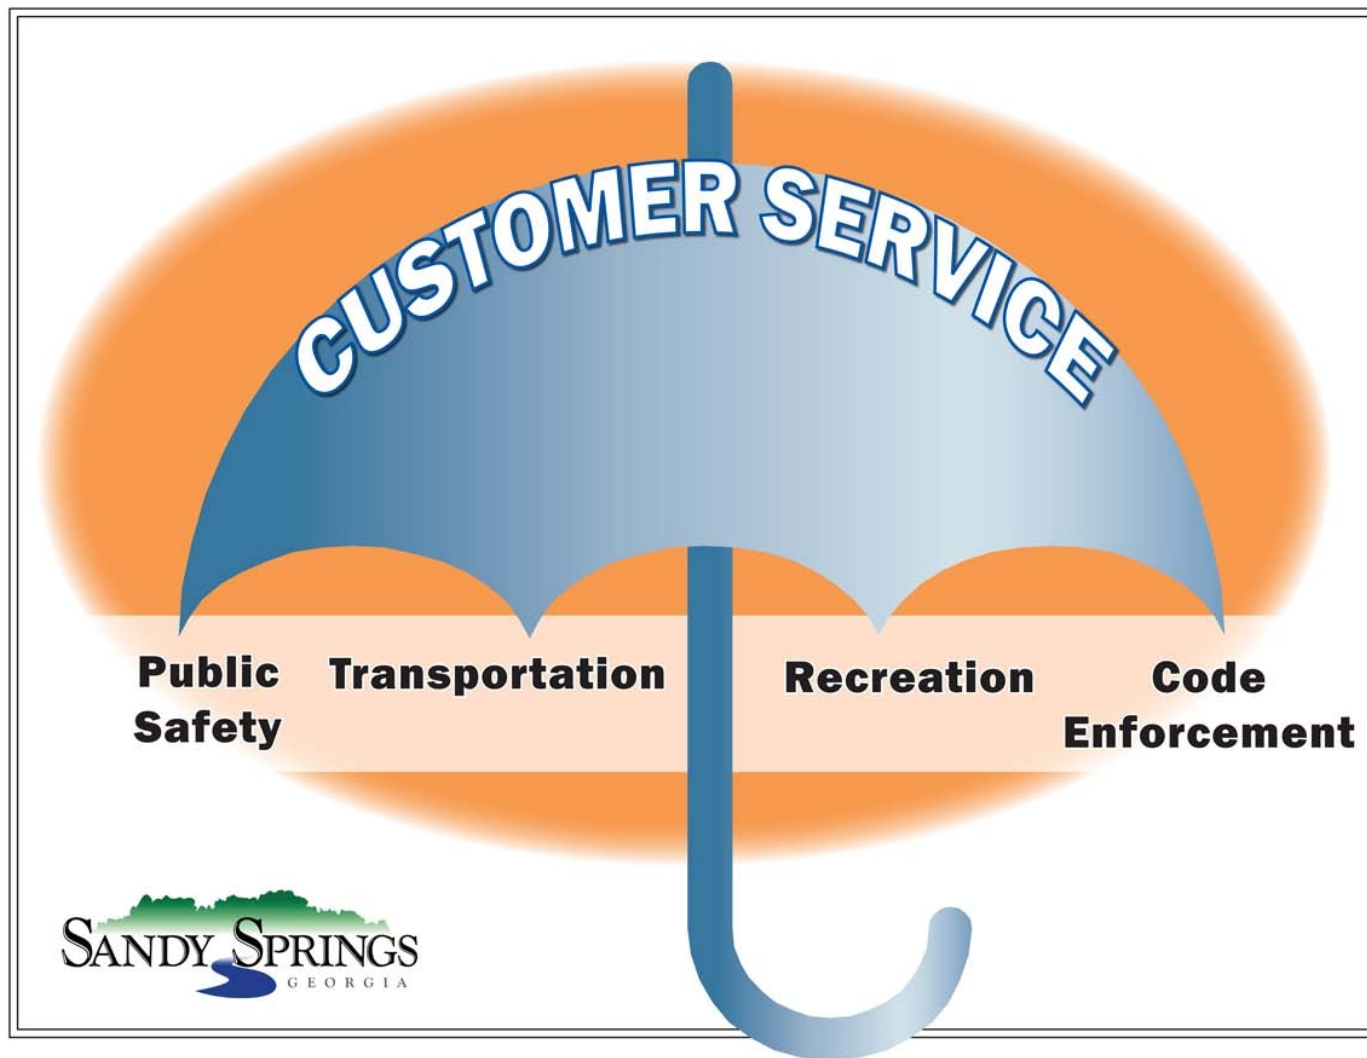 CUSTOMER SERVICE
Public
Safety
Transportation
Recreation
Code
Enforcement
SANDY SPRINGS
GEORGIA